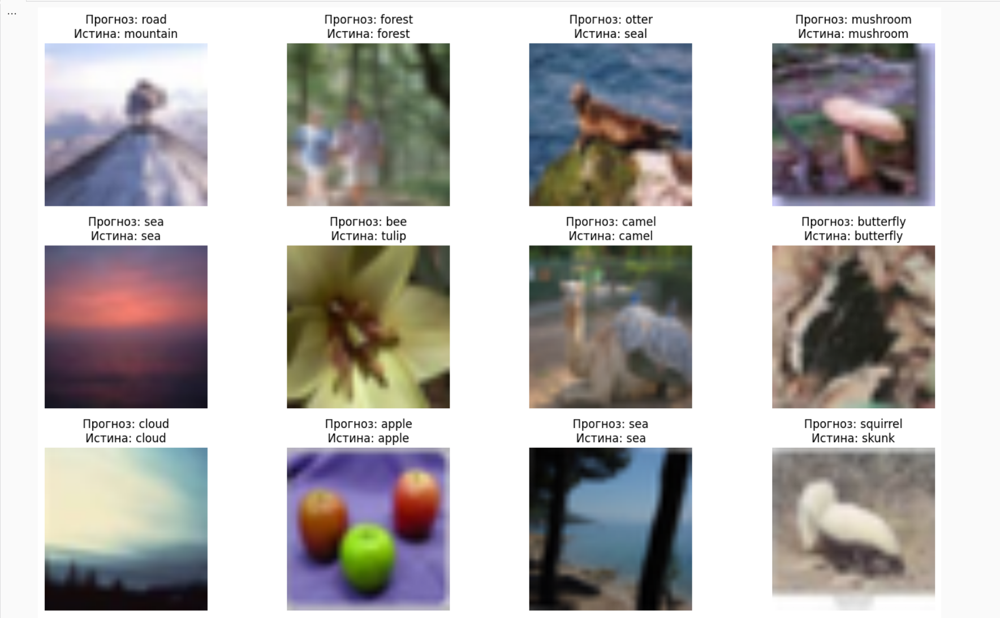 ...
Прогноз: road
Истина: mountain
Прогноз: forest
Истина: forest
Прогноз: otter
Истина: seal
Прогноз: mushroom
Истина: mushroom
Прогноз: sea
Истина: sea
Прогноз: bee
Истина: tulip
Прогноз: camel
Истина: camel
Прогноз: butterfly
Истина: butterfly
Прогноз: cloud
Истина: cloud
Прогноз: apple
Истина: apple
Прогноз: sea
Истина: sea
Прогноз: squirrel
Истина: skunk